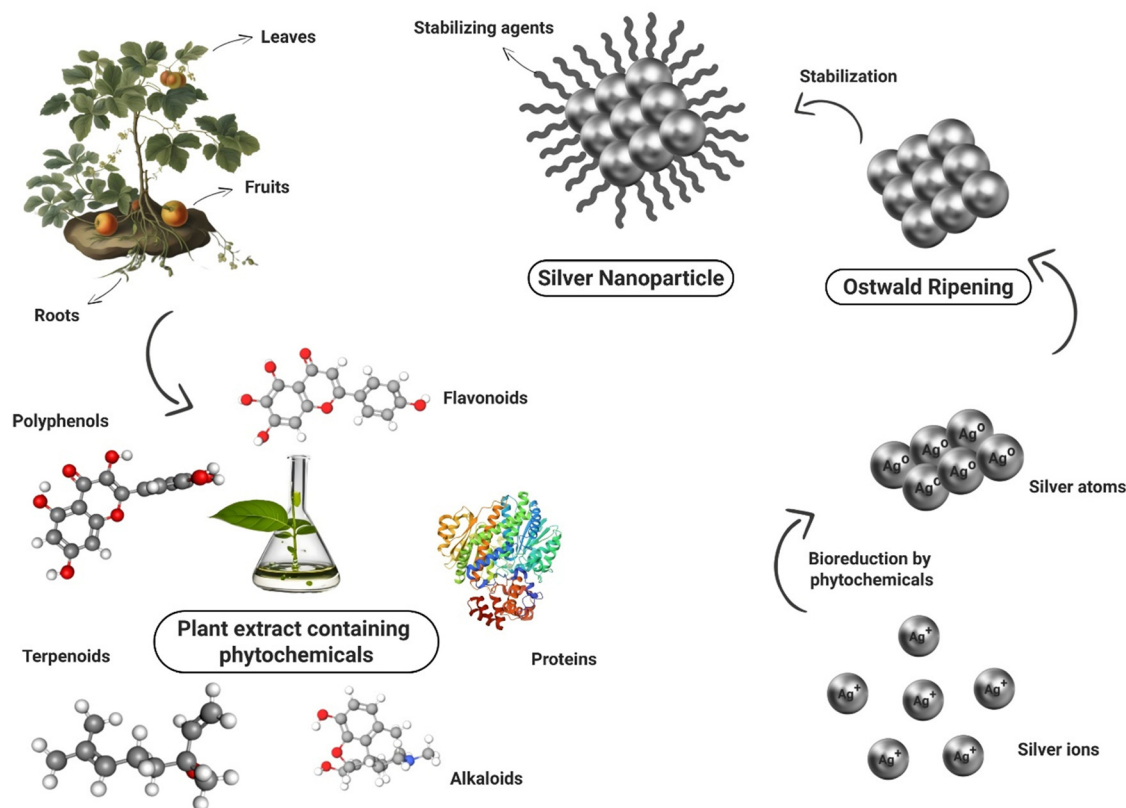 Leaves
Fruits
Roots
Stabilizing agents
Silver Nanoparticle
Stabilization
Ostwald Ripening
Polyphenols
Flavonoids
Plant extract containing
phytochemicals
Proteins
Terpenoids
Alkaloids
Ag⁰
Ag⁰
Ag⁰
Ag⁰
Ag⁰
Ag⁰
Silver atoms
Bioreduction by
phytochemicals
Ag⁺
Ag⁺
Ag⁺
Ag⁺
Ag⁺
Ag⁺
Silver ions